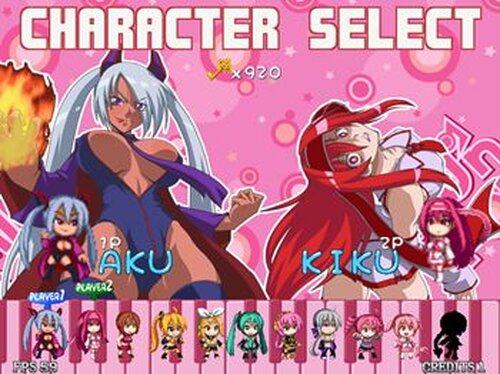 CHARACTER SELECT
x920
1P
AKU
2P
KIKU
PLAYER1
PLAYER2
FPS 59
CREDITS 1